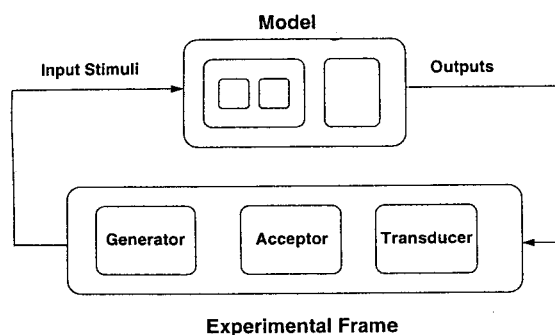 Model
Input Stimuli
Outputs
Generator
Acceptor
Transducer
Experimental Frame